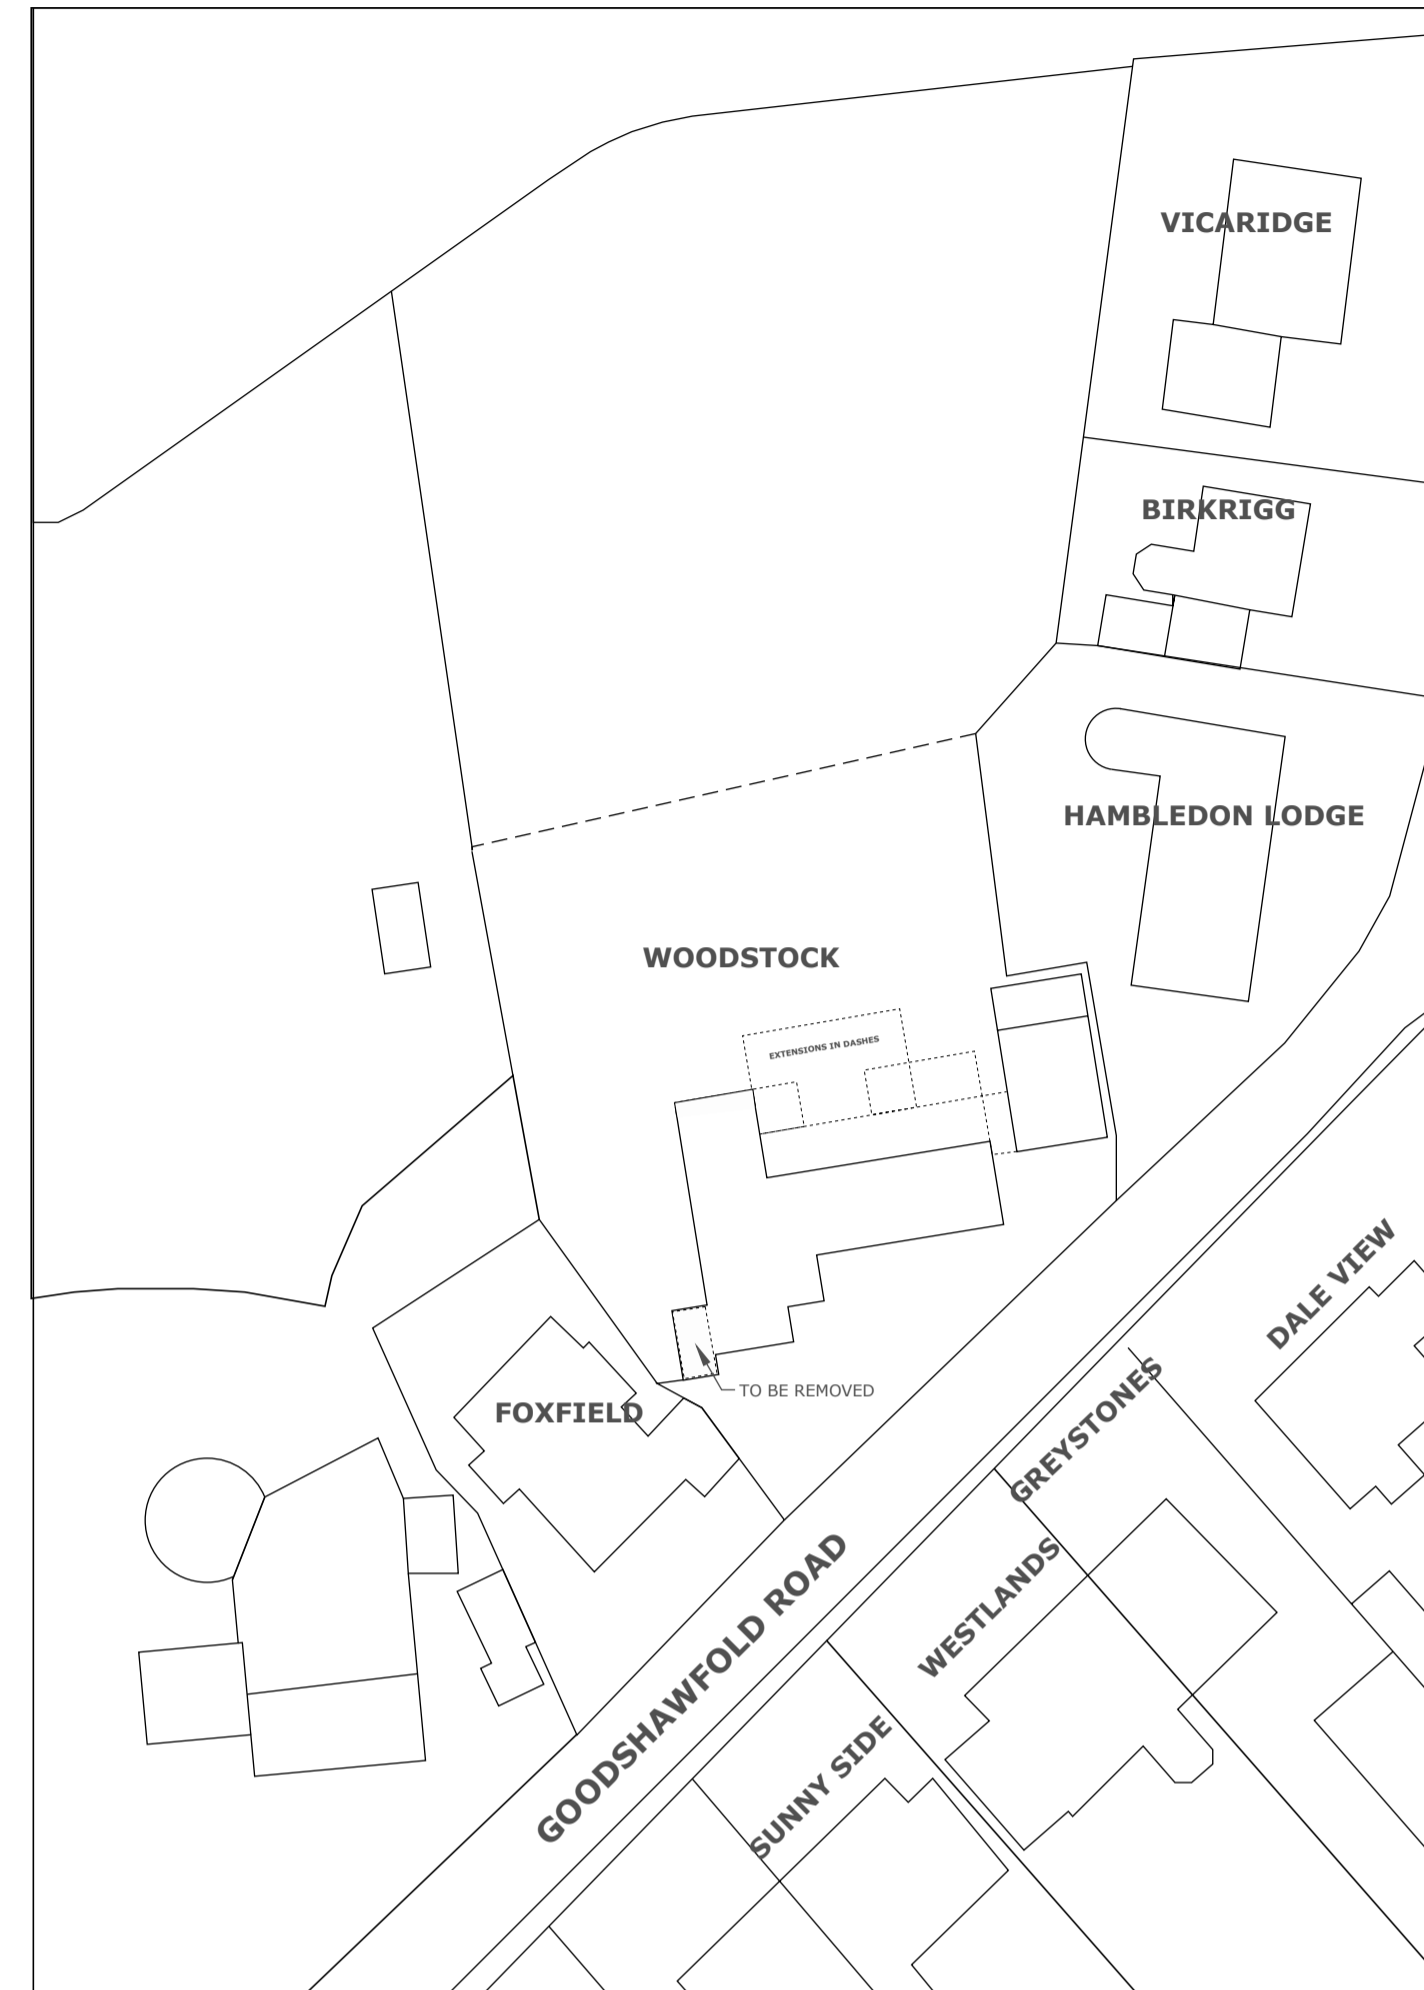 VICARIDGE
BIRKRIGG
HAMBLEDON LODGE
WOODSTOCK
EXTENSIONS IN DASHES
DALE VIEW
TO BE REMOVED
FOXFIELD
GREYSTONES
WESTLANDS
GOODSHAWFOLD ROAD
SUNNY SIDE